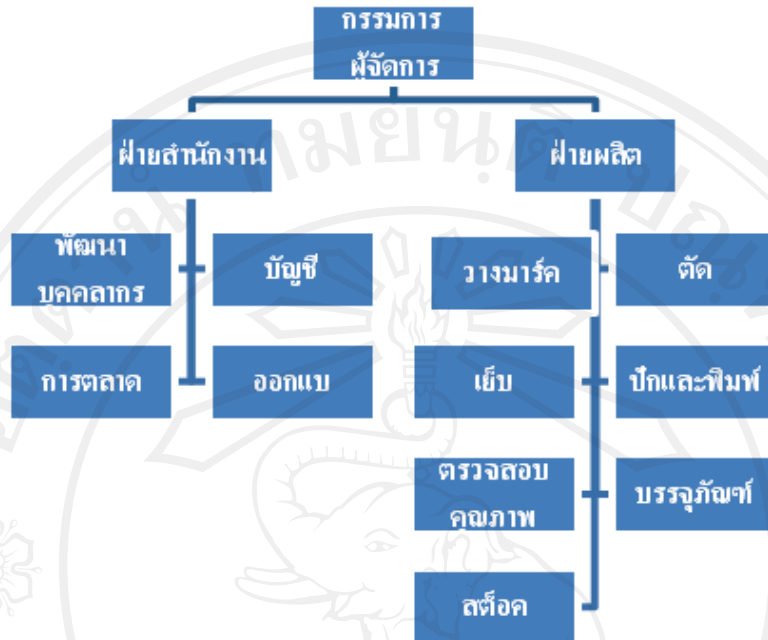 กรรมการ
ผู้จัดการ
ทมยนฺติ
ฝ่ายสำนักงาน
ฝ่ายผลิต
พัฒนา
บุคคลากร
บัญชี
วางมาร์ค
ตัด
การตลาด
ออกแบ
เย็บ
ปักและพิมพ์
ตรวจสอบ
คุณภาพ
บรรจุภัณฑ์
สต็อค